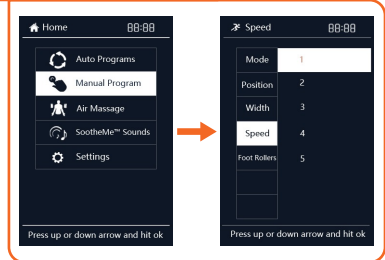 Home 88:88
Auto Programs
Manual Program
Air Massage
SootheMe™ Sounds
Settings
Press up or down arrow and hit ok
Speed 88:88
Mode 1
Position 2
Width 3
Speed 4
Foot Rollers 5
Press up or down arrow and hit ok